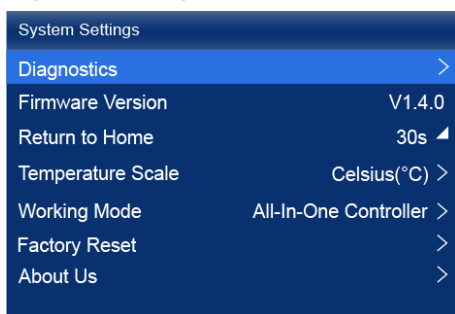 System Settings
Diagnostics >
Firmware Version V1.4.0
Return to Home 30s
Temperature Scale Celsius(°C) >
Working Mode All-In-One Controller >
Factory Reset >
About Us >